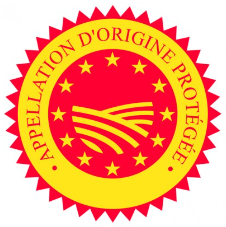 • APPELLATION D'ORIGINE PROTÉGÉE •